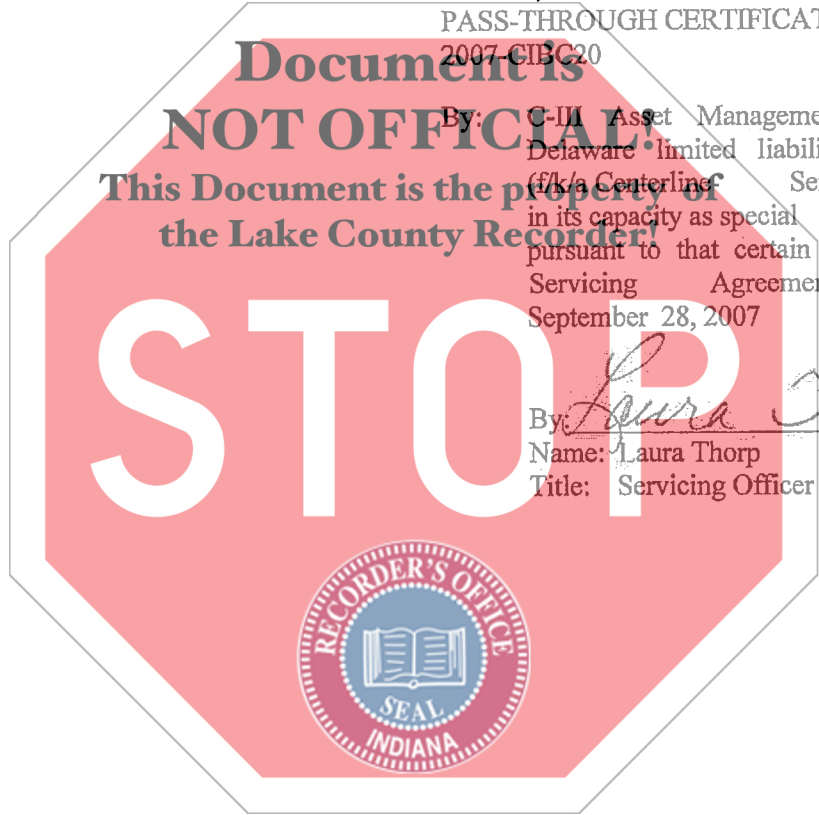 PASS-THROUGH CERTIFICAT
2007-CIBC20
By: C-III Asset Manageme
Delaware limited liabili
(f/k/a Centerline Se
in its capacity as special
pursuant to that certain
Servicing Agreeme
September 28, 2007
By: Laura
Name: Laura Thorp
Title: Servicing Officer
Document is
NOT OFFICIAL!
This Document is the property of
the Lake County Recorder!
STOP
RECORDER'S OFFICE
SEAL
INDIANA